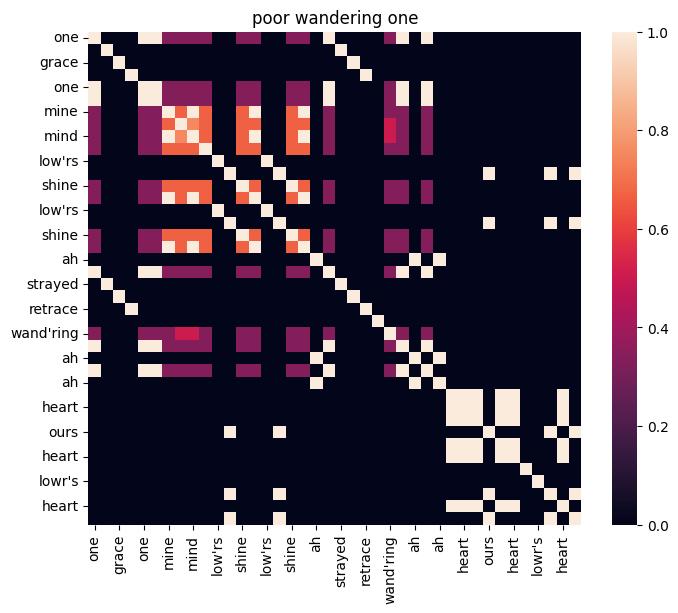 poor wandering one
one
grace
one
mine
mind
low'rs
shine
low'rs
shine
ah
strayed
retrace
wand'ring
ah
ah
heart
ours
heart
lowr's
heart
1.0
0.8
0.6
0.4
0.2
0.0
one
grace
one
mine
mind
low'rs
shine
low'rs
shine
ah
strayed
retrace
wand'ring
ah
ah
heart
ours
heart
lowr's
heart